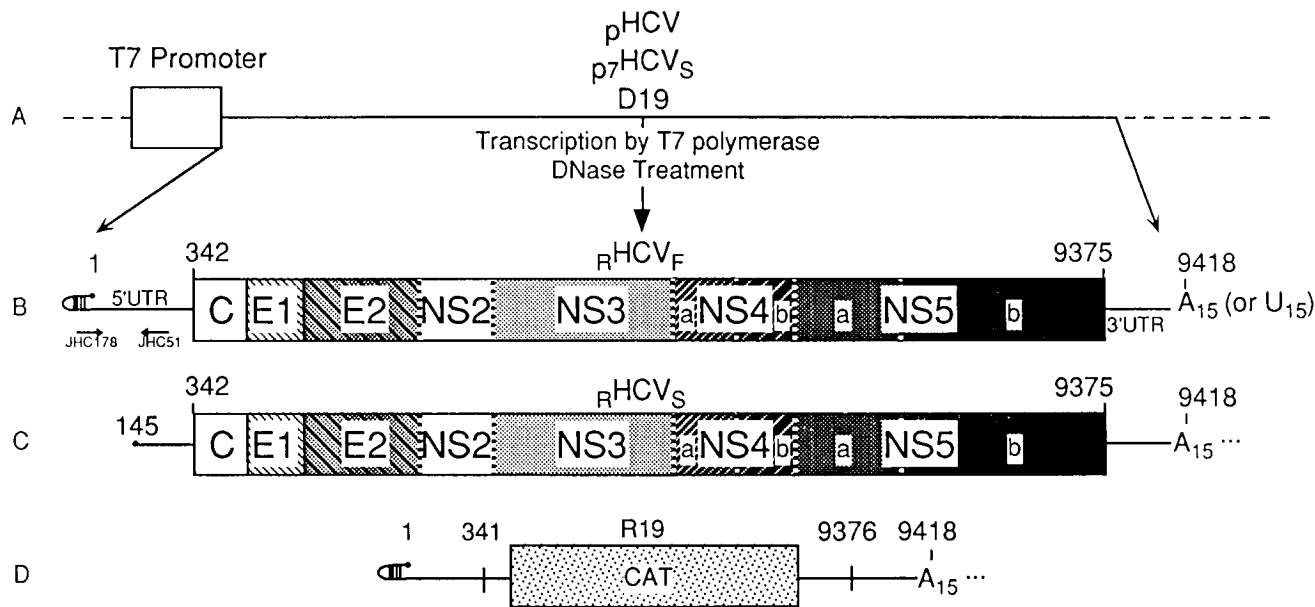 pHCV
T7 Promoter
p7HCVS
D19
A
Transcription by T7 polymerase
DNase Treatment
RHCVF
342
9375
1
9418
5'UTR
B
C E1 E2 NS2 NS3 a NS4 b a NS5 b
A15 (or U15)
3'UTR
JHC178
JHC51
RHCVS
342
9375
9418
145
C
C E1 E2 NS2 NS3 a NS4 b a NS5 b
A15 ...
1
341
R19
9376
9418
D
CAT
A15 ...